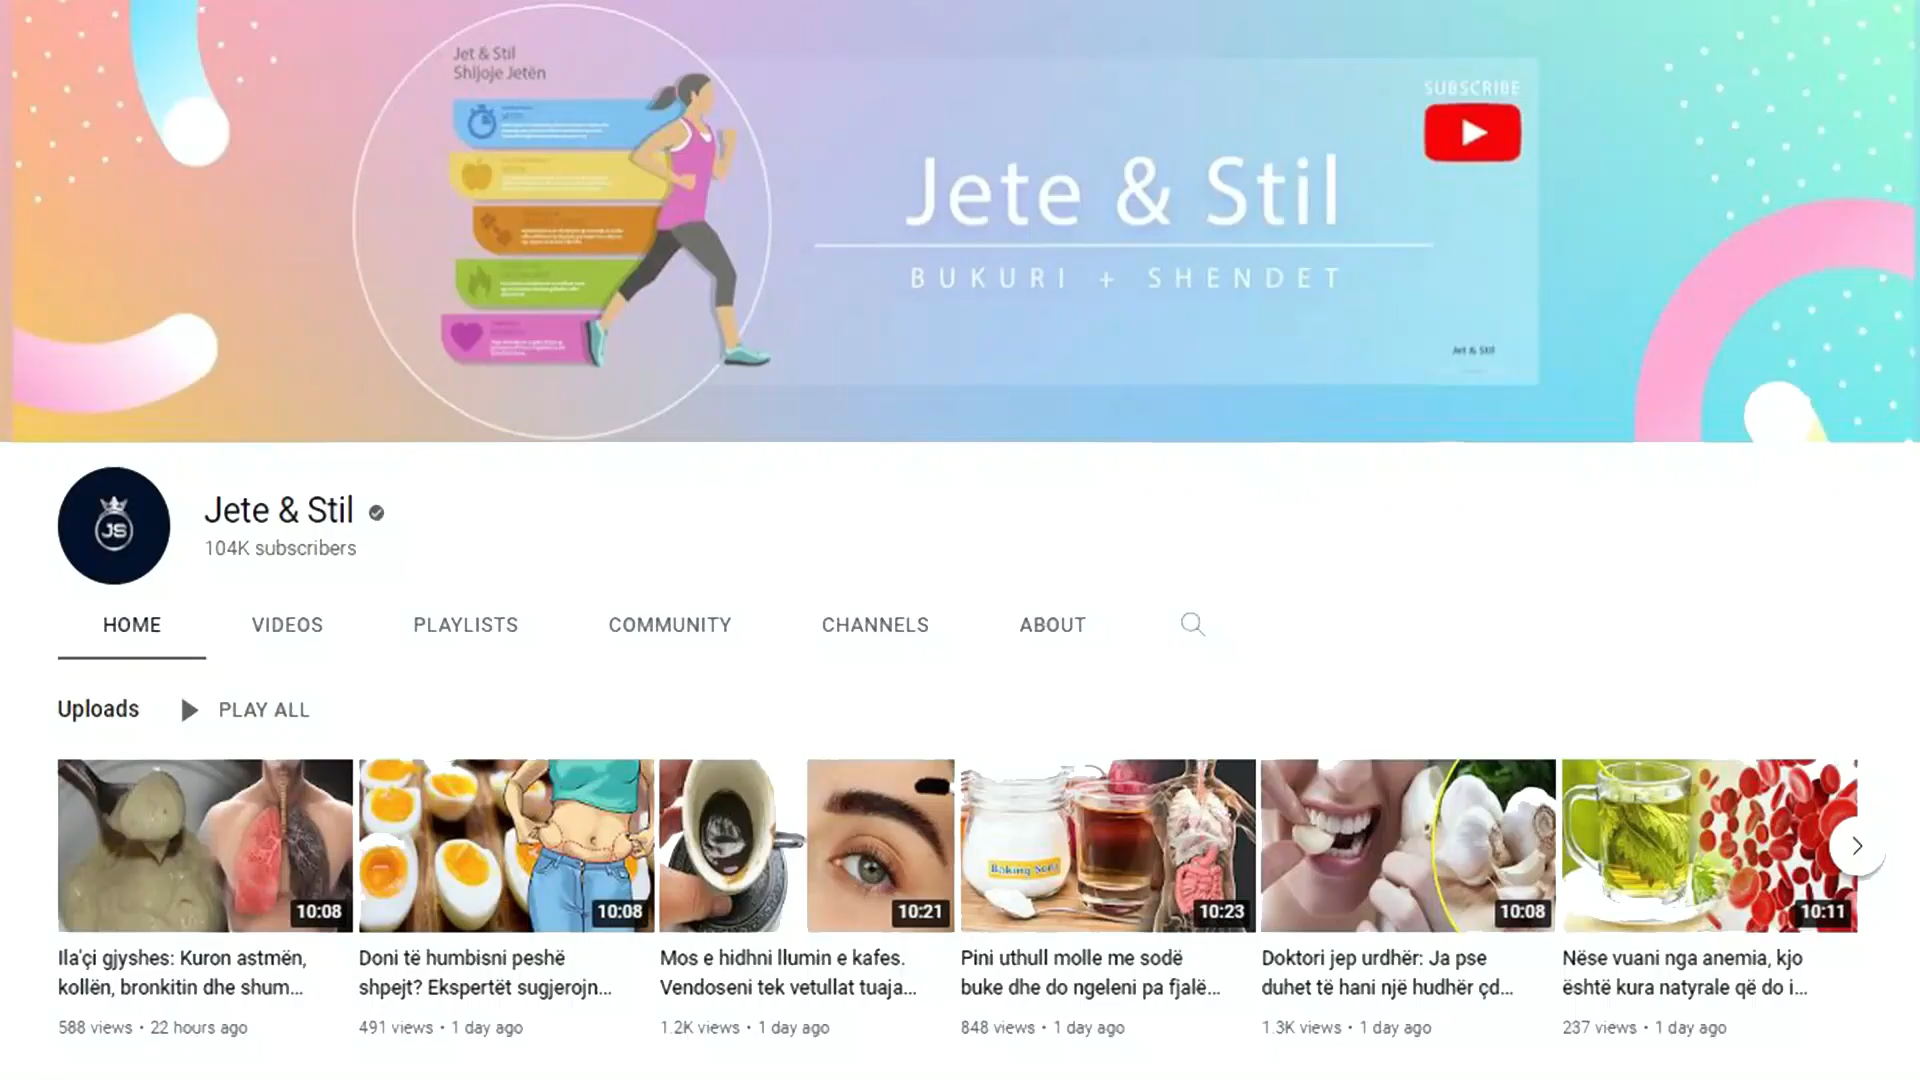 Jet & Stil
Shijoje Jetën
SUBSCRIBE
Jete & Stil
BUKURI + SHENDET
Jet & Stil
JS
Jete & Stil
104K subscribers
HOME VIDEOS PLAYLISTS COMMUNITY CHANNELS ABOUT
Uploads PLAY ALL
Baking Soda
10:08 10:08 10:21 10:23 10:08 10:11
Ila'çi gjyshes: Kuron astmën,
kollën, bronkitin dhe shum...
588 views • 22 hours ago
Doni të humbisni peshë
shpejt? Ekspertët sugjerojn...
491 views • 1 day ago
Mos e hidhni llumin e kafes.
Vendoseni tek vetullat tuaja...
1.2K views • 1 day ago
Pini uthull molle me sodë
buke dhe do ngeleni pa fjalë...
848 views • 1 day ago
Doktori jep urdhër: Ja pse
duhet të hani një hudhër çd...
1.3K views • 1 day ago
Nëse vuani nga anemia, kjo
është kura natyrale që do i...
237 views • 1 day ago